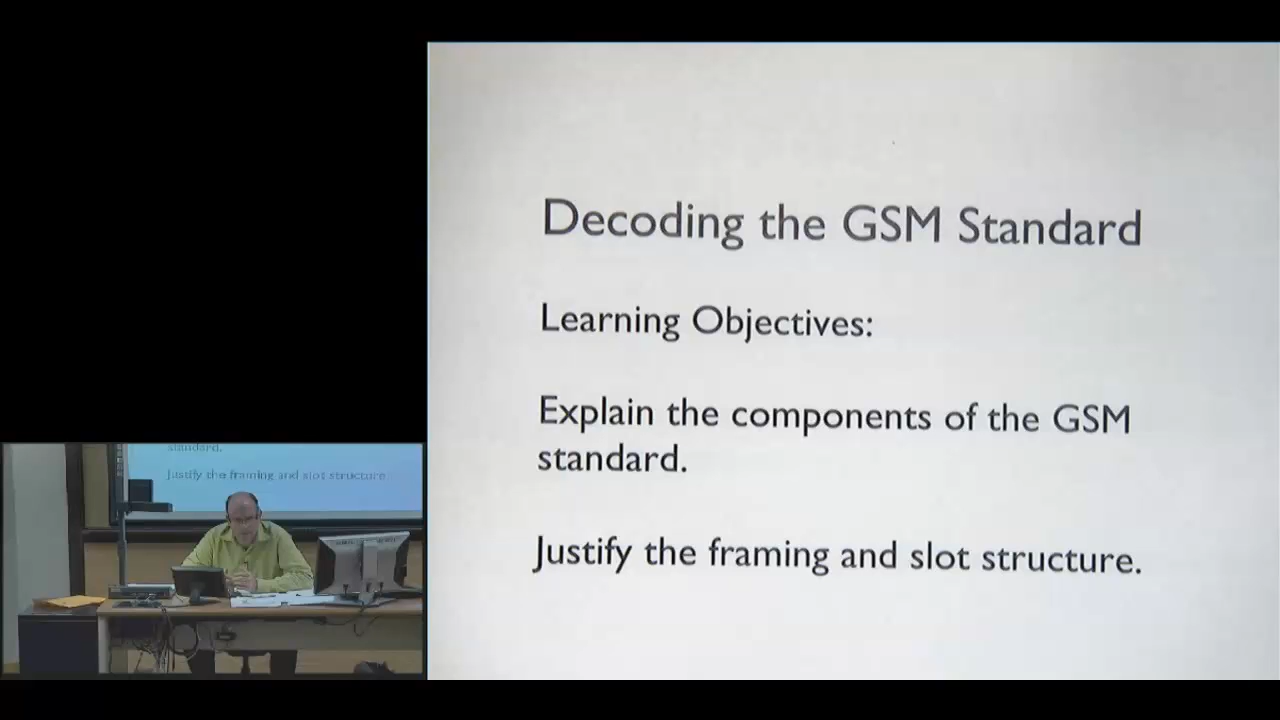 Decoding the GSM Standard
Learning Objectives:
Explain the components of the GSM
standard.
Justify the framing and slot structure.
standard.
Justify the framing and slot structure